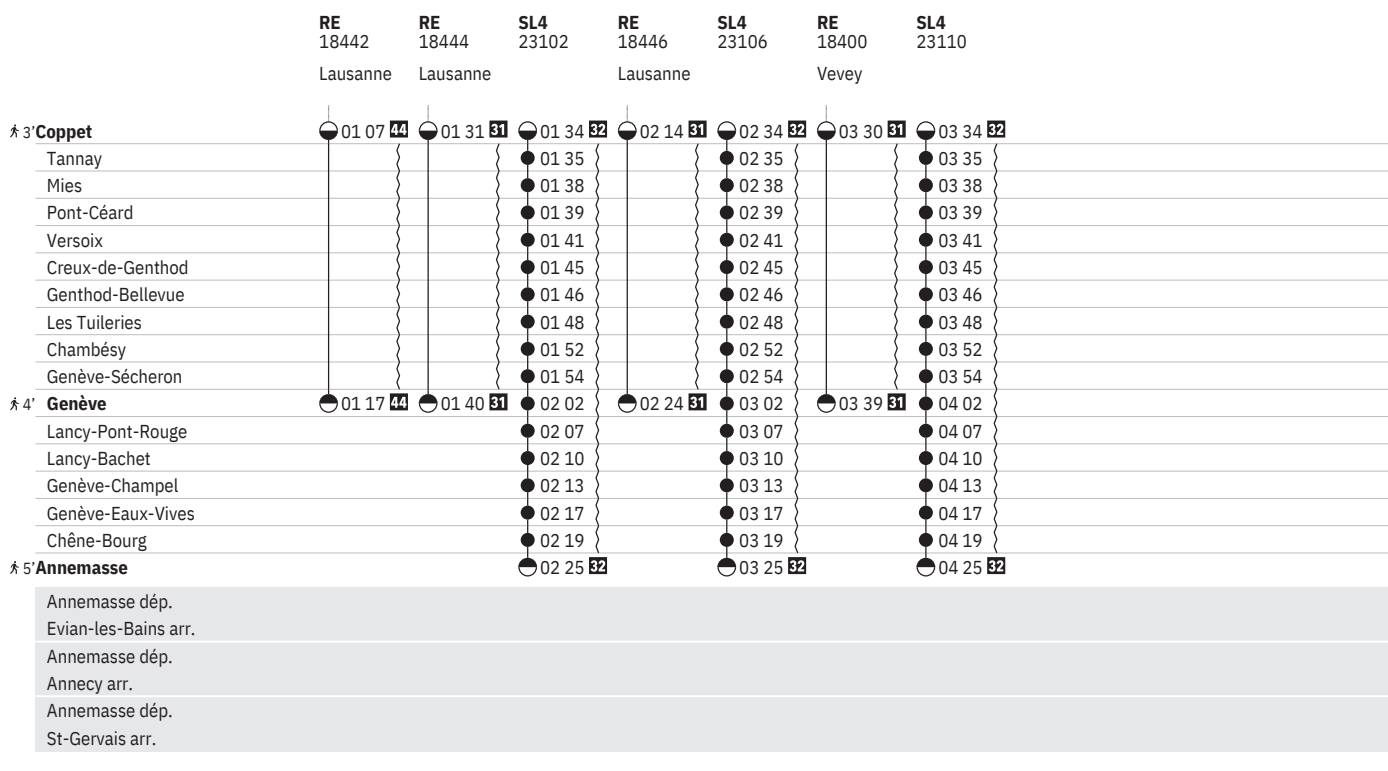 RE RE SL4 RE SL4 RE SL4
18442 18444 23102 18446 23106 18400 23110
Lausanne Lausanne Lausanne Vevey
3' Coppet 01 07 44 01 31 31 01 34 32 02 14 31 02 34 32 03 30 31 03 34 32
Tannay 01 35 02 35 03 35
Mies 01 38 02 38 03 38
Pont-Céard 01 39 02 39 03 39
Versoix 01 41 02 41 03 41
Creux-de-Genthod 01 45 02 45 03 45
Genthod-Bellevue 01 46 02 46 03 46
Les Tuileries 01 48 02 48 03 48
Chambésy 01 52 02 52 03 52
Genève-Sécheron 01 54 02 54 03 54
4' Genève 01 17 44 01 40 31 02 02 02 24 31 03 02 03 39 31 04 02
Lancy-Pont-Rouge 02 07 03 07 04 07
Lancy-Bachet 02 10 03 10 04 10
Genève-Champel 02 13 03 13 04 13
Genève-Eaux-Vives 02 17 03 17 04 17
Chêne-Bourg 02 19 03 19 04 19
5' Annemasse 02 25 32 03 25 32 04 25 32
Annemasse dép.
Evian-les-Bains arr.
Annemasse dép.
Annecy arr.
Annemasse dép.
St-Gervais arr.